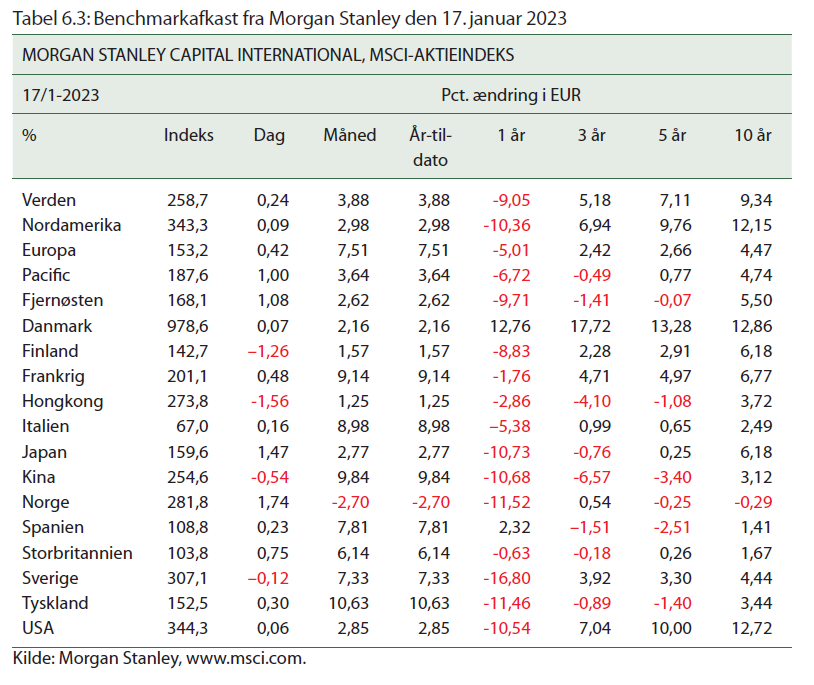 Tabel 6.3: Benchmarkafkast fra Morgan Stanley den 17. januar 2023
MORGAN STANLEY CAPITAL INTERNATIONAL, MSCI-AKTIEINDEKS
17/1-2023 Pct. ændring i EUR
% Indeks Dag Måned År-til- 1 år 3 år 5 år 10 år
dato
Verden 258,7 0,24 3,88 3,88 -9,05 5,18 7,11 9,34
Nordamerika 343,3 0,09 2,98 2,98 -10,36 6,94 9,76 12,15
Europa 153,2 0,42 7,51 7,51 -5,01 2,42 2,66 4,47
Pacific 187,6 1,00 3,64 3,64 -6,72 -0,49 0,77 4,74
Fjernøsten 168,1 1,08 2,62 2,62 -9,71 -1,41 -0,07 5,50
Danmark 978,6 0,07 2,16 2,16 12,76 17,72 13,28 12,86
Finland 142,7 –1,26 1,57 1,57 -8,83 2,28 2,91 6,18
Frankrig 201,1 0,48 9,14 9,14 -1,76 4,71 4,97 6,77
Hongkong 273,8 -1,56 1,25 1,25 -2,86 -4,10 -1,08 3,72
Italien 67,0 0,16 8,98 8,98 –5,38 0,99 0,65 2,49
Japan 159,6 1,47 2,77 2,77 -10,73 -0,76 0,25 6,18
Kina 254,6 -0,54 9,84 9,84 -10,68 -6,57 -3,40 3,12
Norge 281,8 1,74 -2,70 -2,70 -11,52 0,54 -0,25 -0,29
Spanien 108,8 0,23 7,81 7,81 2,32 –1,51 -2,51 1,41
Storbritannien 103,8 0,75 6,14 6,14 -0,63 -0,18 0,26 1,67
Sverige 307,1 –0,12 7,33 7,33 -16,80 3,92 3,30 4,44
Tyskland 152,5 0,30 10,63 10,63 -11,46 -0,89 -1,40 3,44
USA 344,3 0,06 2,85 2,85 -10,54 7,04 10,00 12,72
Kilde: Morgan Stanley, www.msci.com.